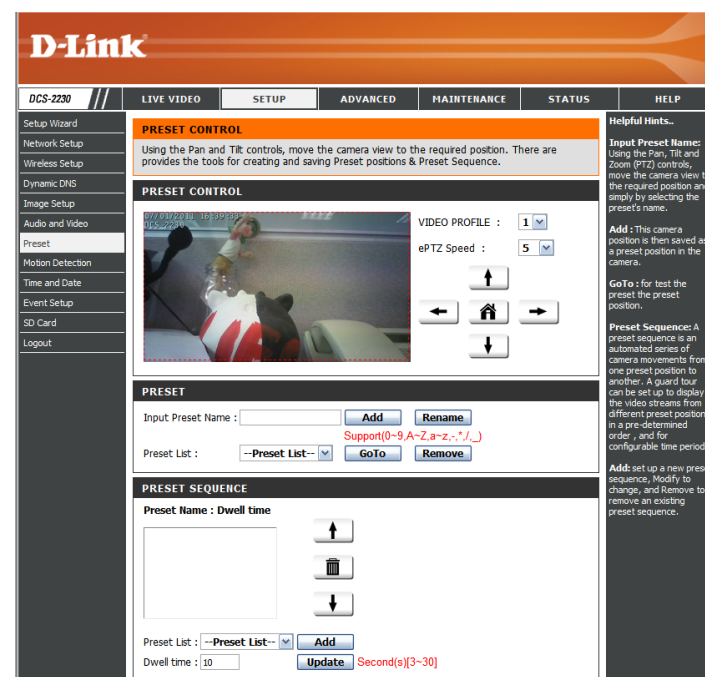 D-Link
DCS-2230
LIVE VIDEO
SETUP
ADVANCED
MAINTENANCE
STATUS
HELP
Setup Wizard
Network Setup
Wireless Setup
Dynamic DNS
Image Setup
Audio and Video
Preset
Motion Detection
Time and Date
Event Setup
SD Card
Logout
PRESET CONTROL
Using the Pan and Tilt controls, move the camera view to the required position. There are
provides the tools for creating and saving Preset positions & Preset Sequence.
PRESET CONTROL
07/01/2011 16:39:33
DCS_2230
VIDEO PROFILE :
1
ePTZ Speed :
5
PRESET
Input Preset Name :
Add
Rename
Support(0~9,A~Z,a~z,-,*,/,_)
Preset List :
--Preset List--
GoTo
Remove
PRESET SEQUENCE
Preset Name : Dwell time
Preset List :
--Preset List--
Add
Dwell time :
10
Update
Second(s)[3~30]
Helpful Hints..
Input Preset Name:
Using the Pan, Tilt and
Zoom (PTZ) controls,
move the camera view t
the required position an
simply by selecting the
preset's name.
Add : This camera
position is then saved as
a preset position in the
camera.
GoTo : for test the
preset the preset
position.
Preset Sequence: A
preset sequence is an
automated series of
camera movements from
one preset position to
another. A guard tour
can be set up to display
the video streams from
different preset position
in a pre-determined
order , and for
configurable time period
Add: set up a new pres
sequence, Modify to
change, and Remove to
remove an existing
preset sequence.